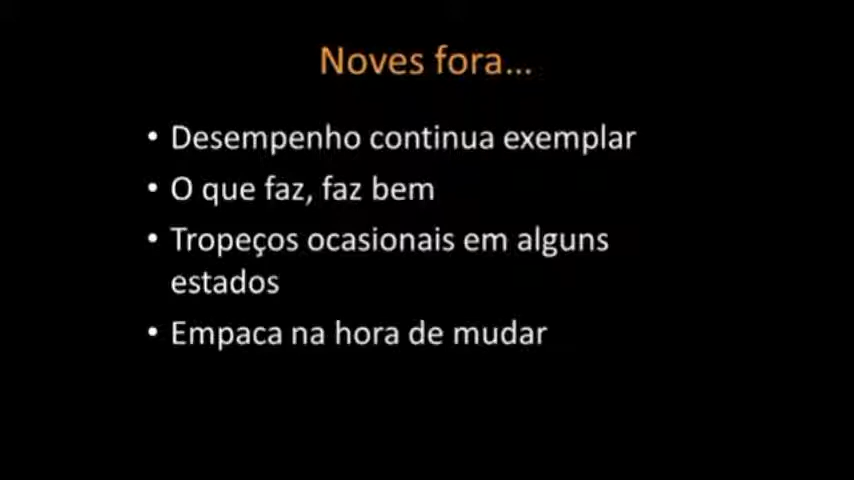 Noves fora...
• Desempenho continua exemplar
• O que faz, faz bem
• Tropeços ocasionais em alguns
estados
• Empaca na hora de mudar